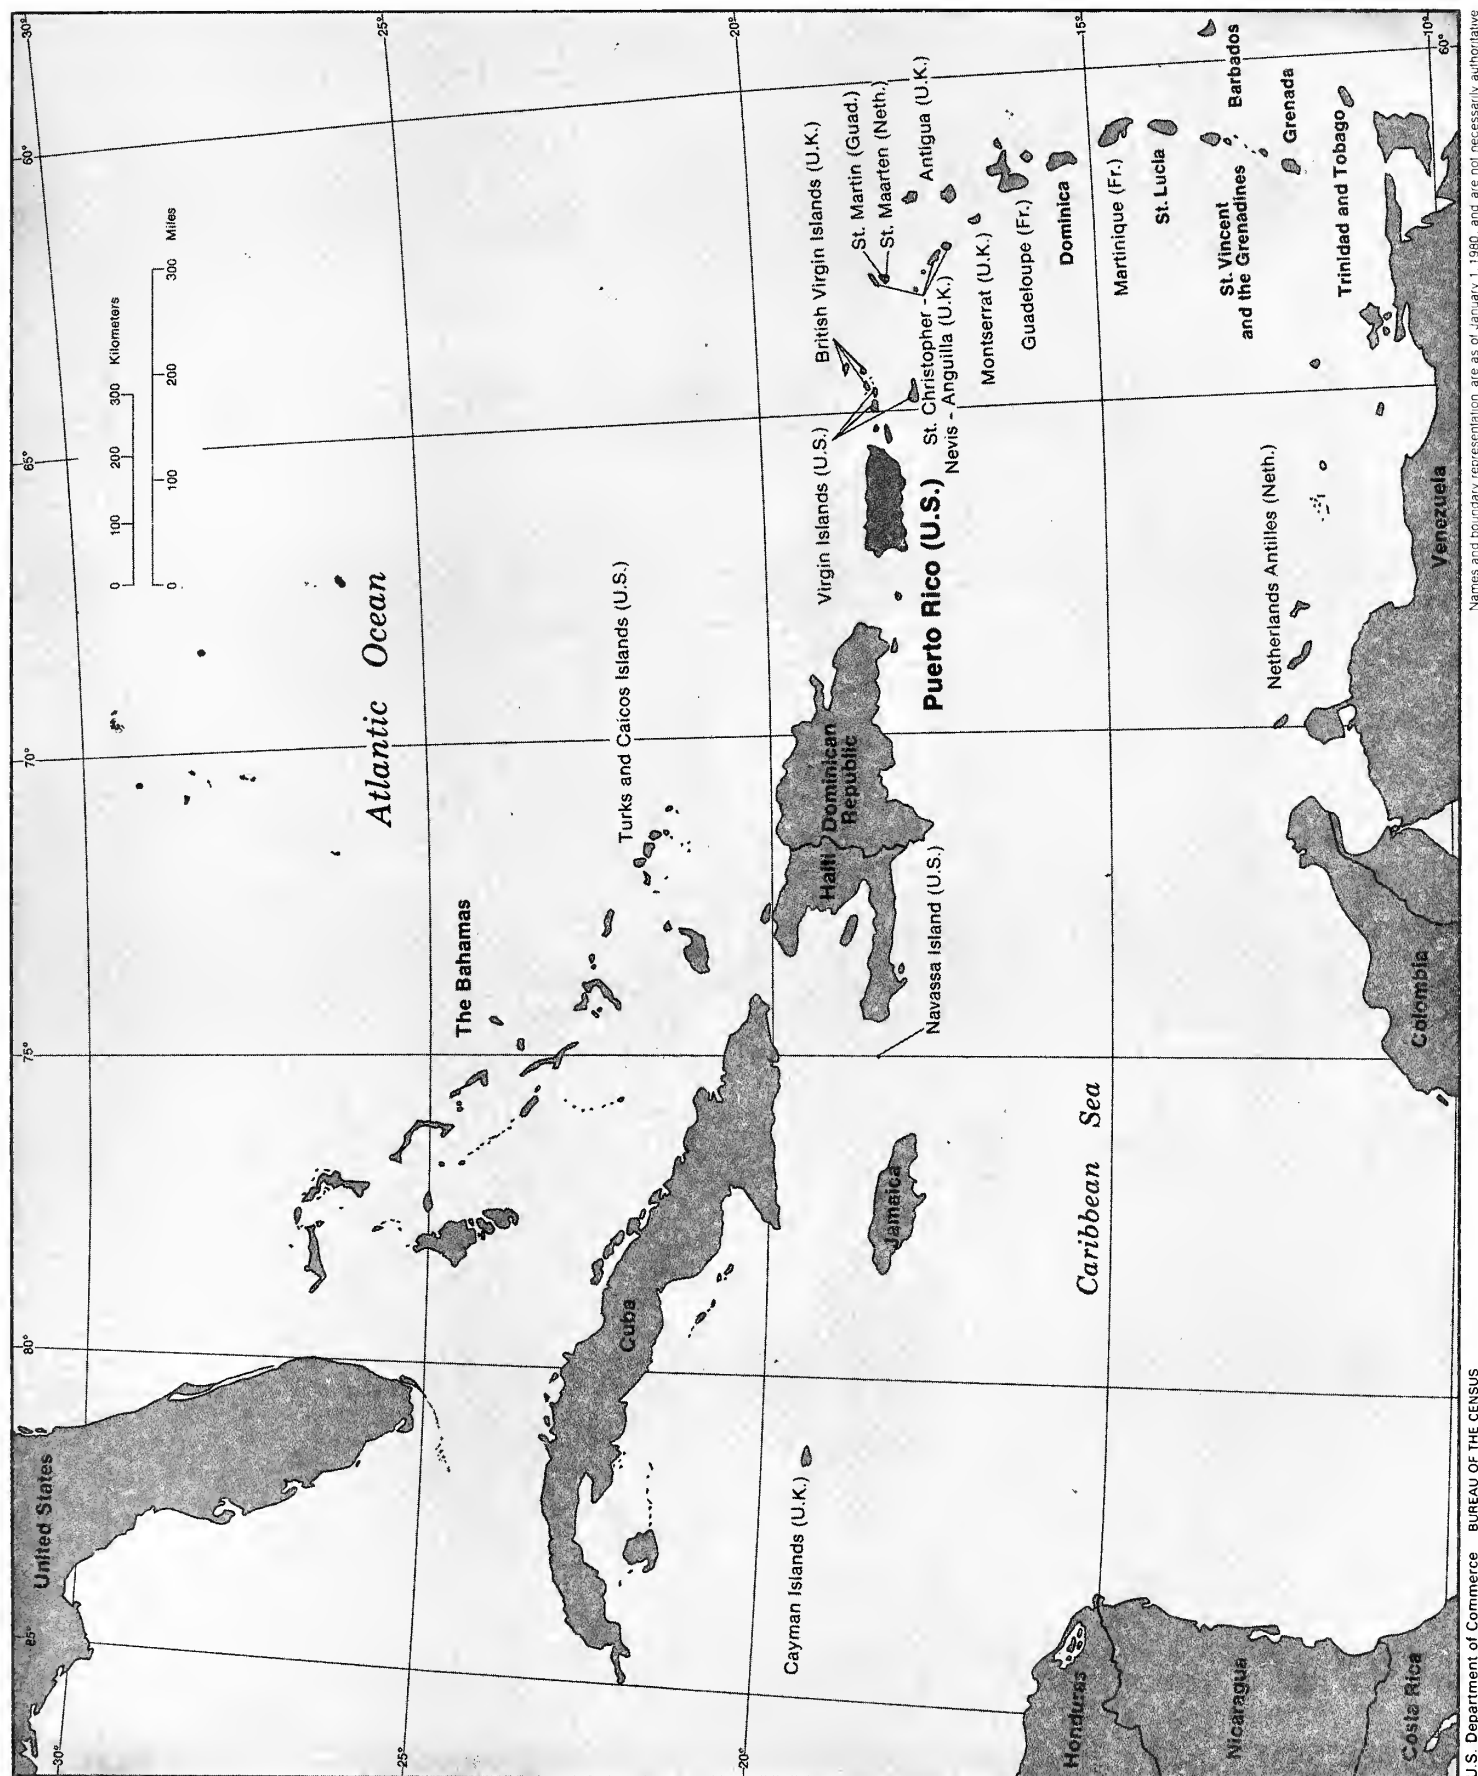 30°
25°
20°
15°
10°
60°
60°
65°
70°
75°
80°
85°
30°
25°
20°
0 100 200 300 Kilometers
0 100 200 300 Miles
United States
Atlantic Ocean
The Bahamas
Turks and Caicos Islands (U.S.)
Cuba
Cayman Islands (U.K.)
Jamaica
Haiti
Dominican
Republic
Navassa Island (U.S.)
Puerto Rico (U.S.)
Virgin Islands (U.S.)
British Virgin Islands (U.K.)
St. Martin (Guad.)
St. Maarten (Neth.)
Antigua (U.K.)
St. Christopher -
Nevis - Anguilla (U.K.)
Montserrat (U.K.)
Guadeloupe (Fr.)
Dominica
Martinique (Fr.)
St. Lucia
St. Vincent
and the Grenadines
Barbados
Grenada
Trinidad and Tobago
Netherlands Antilles (Neth.)
Caribbean Sea
Venezuela
Colombia
Honduras
Nicaragua
Costa Rica
U.S. Department of Commerce BUREAU OF THE CENSUS
Names and boundary representation are as of January 1, 1980, and are not necessarily authoritative